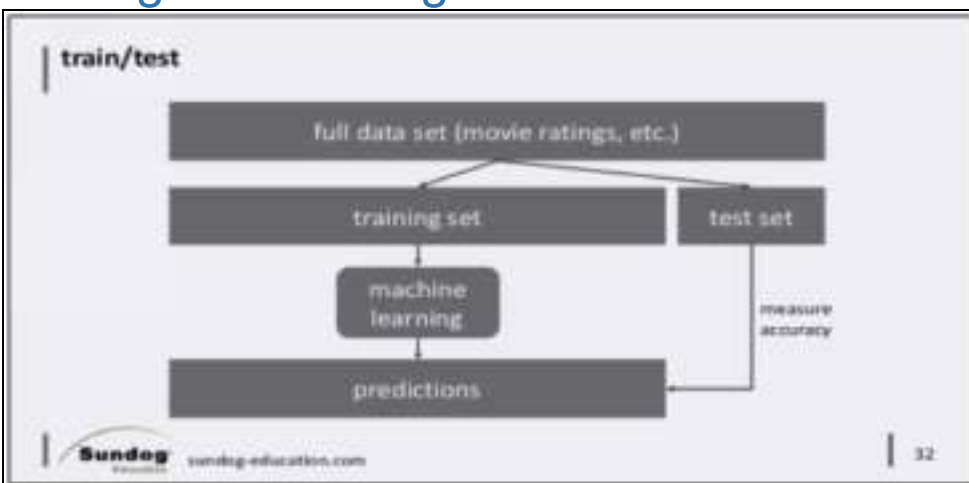 train/test
full data set (movie ratings, etc.)
training set
test set
machine
learning
measure
accuracy
predictions
Sundog
sundog-education.com
32